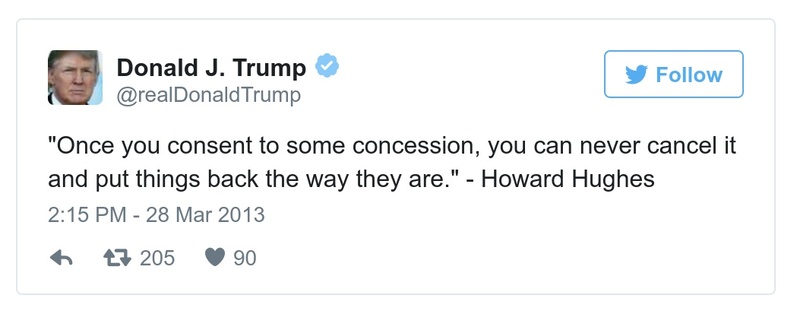 Donald J. Trump
@realDonaldTrump
Follow
"Once you consent to some concession, you can never cancel it
and put things back the way they are." - Howard Hughes
2:15 PM - 28 Mar 2013
205 90